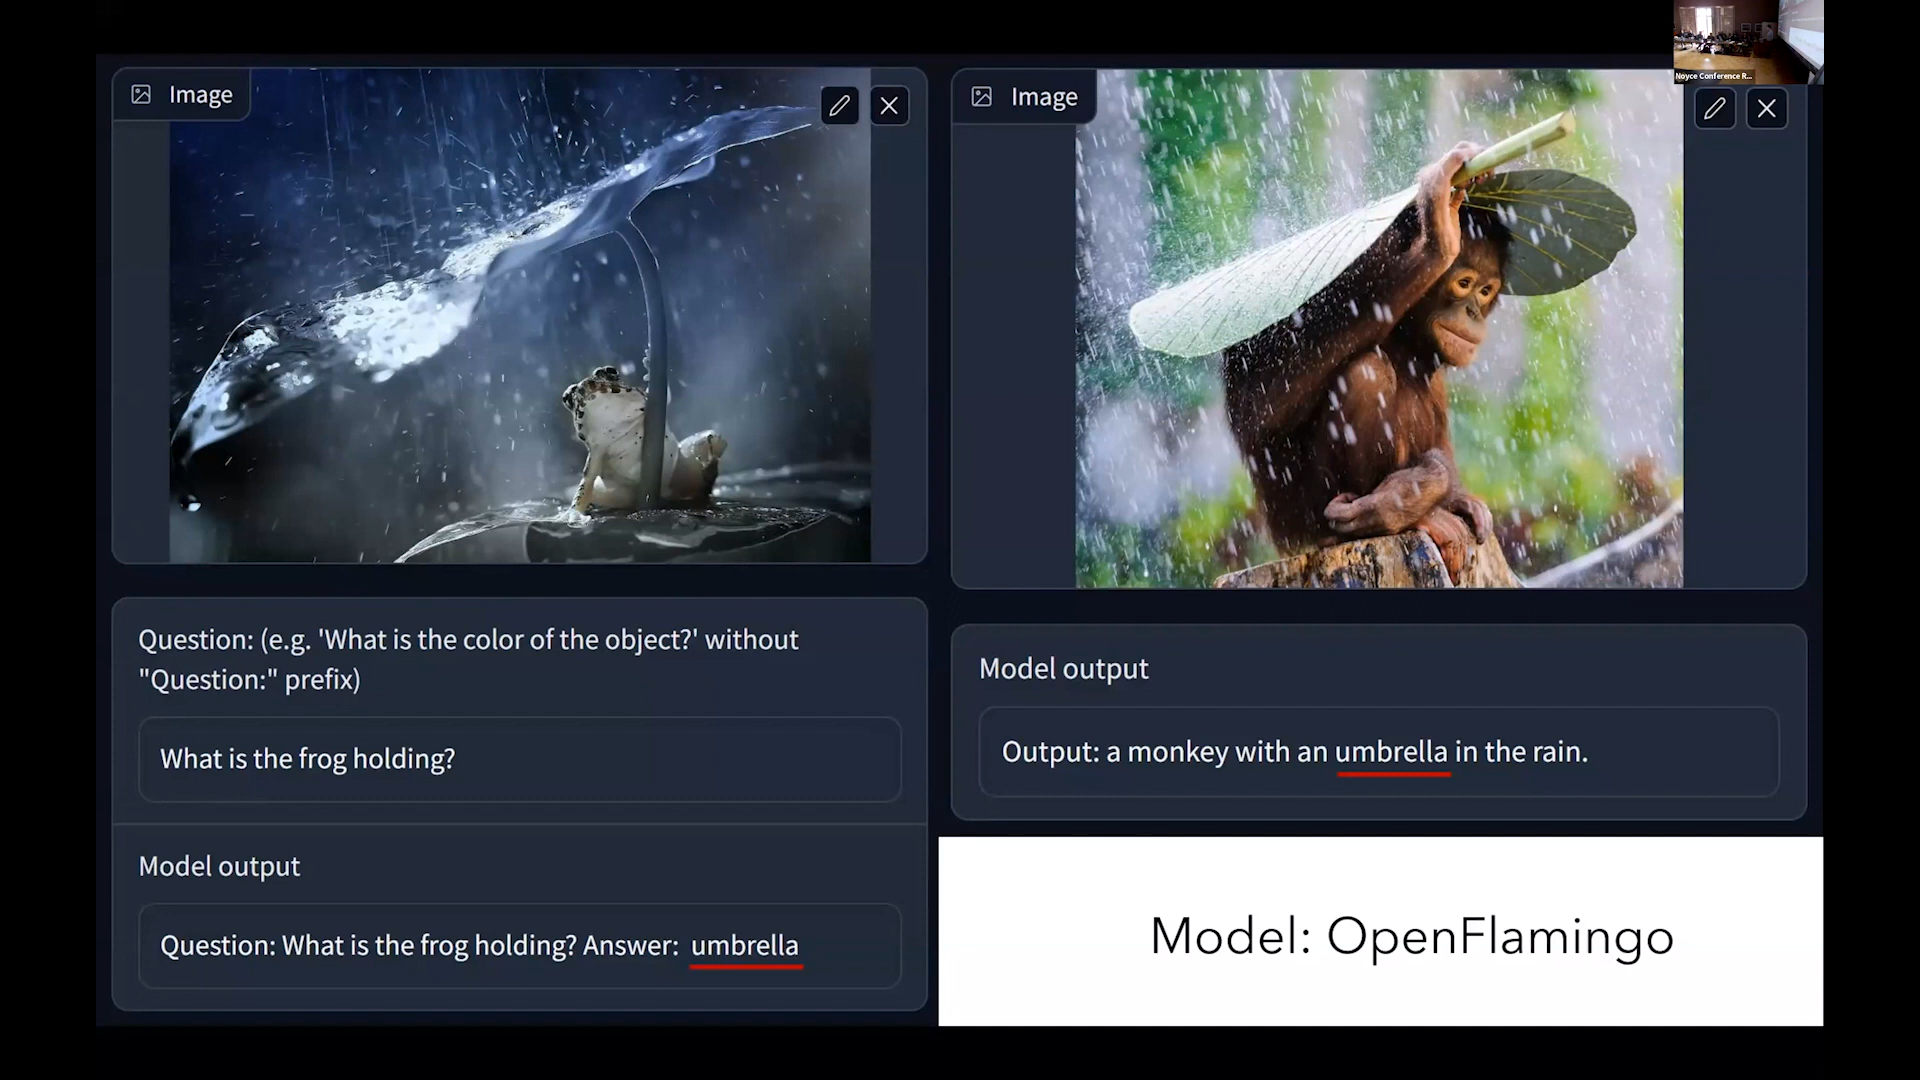 Image
Question: (e.g. 'What is the color of the object?' without
"Question:" prefix)
What is the frog holding?
Model output
Question: What is the frog holding? Answer: umbrella
Image
Model output
Output: a monkey with an umbrella in the rain.
Model: OpenFlamingo
Noyce Conference R...